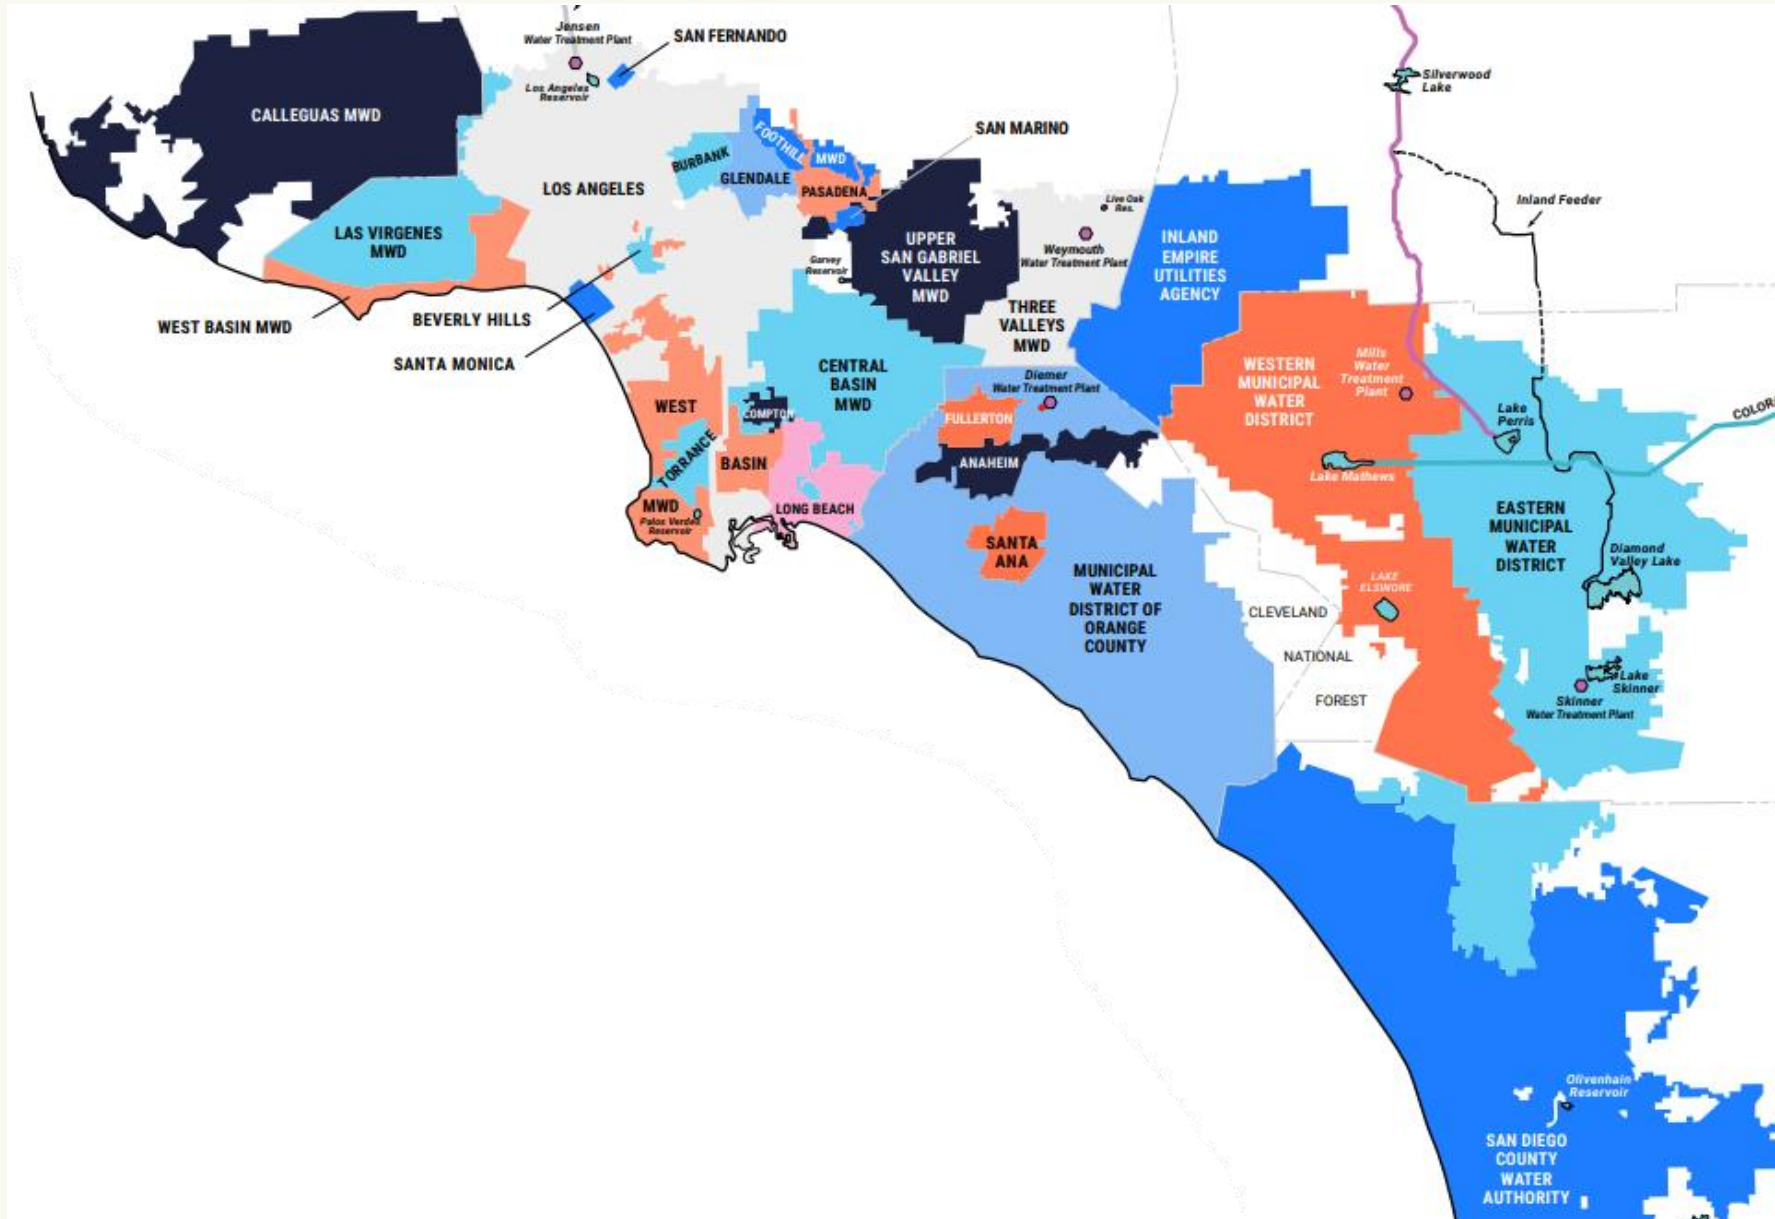 Jensen
Water Treatment Plant
SAN FERNANDO
Los Angeles
Reservoir
CALLEGUAS MWD
Silverwood
Lake
SAN MARINO
FOOTHILL
MWD
BURBANK
GLENDALE
PASADENA
LOS ANGELES
Live Oak
Res.
Inland Feeder
LAS VIRGENES
MWD
UPPER
SAN GABRIEL
VALLEY
MWD
Garvey
Reservoir
Weymouth
Water Treatment Plant
INLAND
EMPIRE
UTILITIES
AGENCY
THREE
VALLEYS
MWD
WEST BASIN MWD
BEVERLY HILLS
SANTA MONICA
CENTRAL
BASIN
MWD
Diemer
Water Treatment Plant
WESTERN
MUNICIPAL
WATER
DISTRICT
Mills
Water
Treatment
Plant
WEST
COMPTON
FULLERTON
Lake
Perris
COLOR
TORRANCE
BASIN
ANAHEIM
Lake Mathews
MWD
Palos Verdes
Reservoir
LONG BEACH
EASTERN
MUNICIPAL
WATER
DISTRICT
SANTA
ANA
Diamond
Valley Lake
MUNICIPAL
WATER
DISTRICT OF
ORANGE
COUNTY
LAKE
ELSINORE
CLEVELAND
NATIONAL
FOREST
Lake
Skinner
Skinner
Water Treatment Plant
Olivenhain
Reservoir
SAN DIEGO
COUNTY
WATER
AUTHORITY